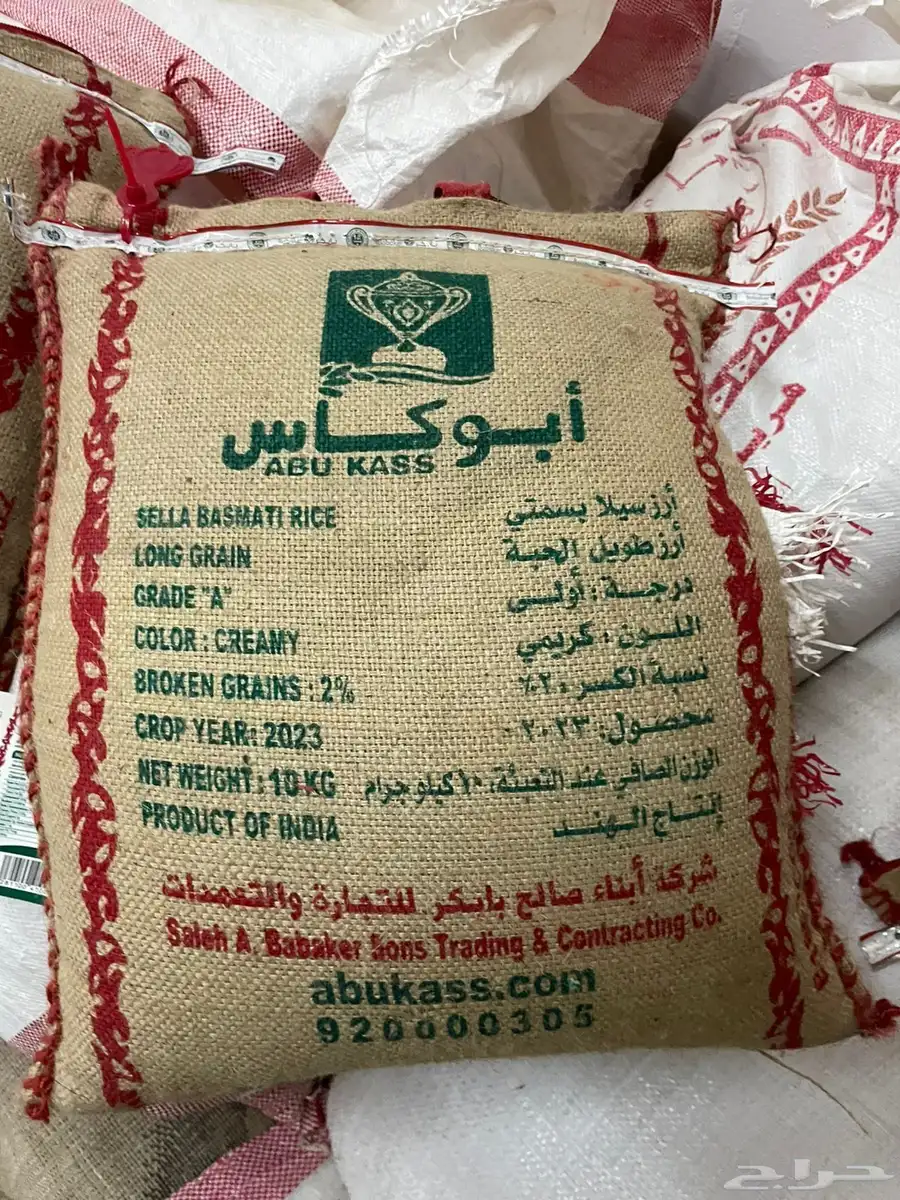 أبو كاس
ABU KASS
SELLA BASMATI RICE
أرز سيلا بسمتي
LONG GRAIN
أرز طويل الحبة
GRADE "A"
درجة : أولى
COLOR : CREAMY
اللون : كريمي
BROKEN GRAINS : 2%
نسبة الكسر : ٢٪
CROP YEAR: 2023
محصول: ٢٠٢٣
NET WEIGHT : 10 KG
الوزن الصافي عند التعبئة: ١٠ كيلو جرام
PRODUCT OF INDIA
إنتاج الهند
شركة أبناء صالح بابكر للتجارة والتعهدات
Saleh A. Babaker Sons Trading & Contracting Co.
abukass.com
920000305
حراج